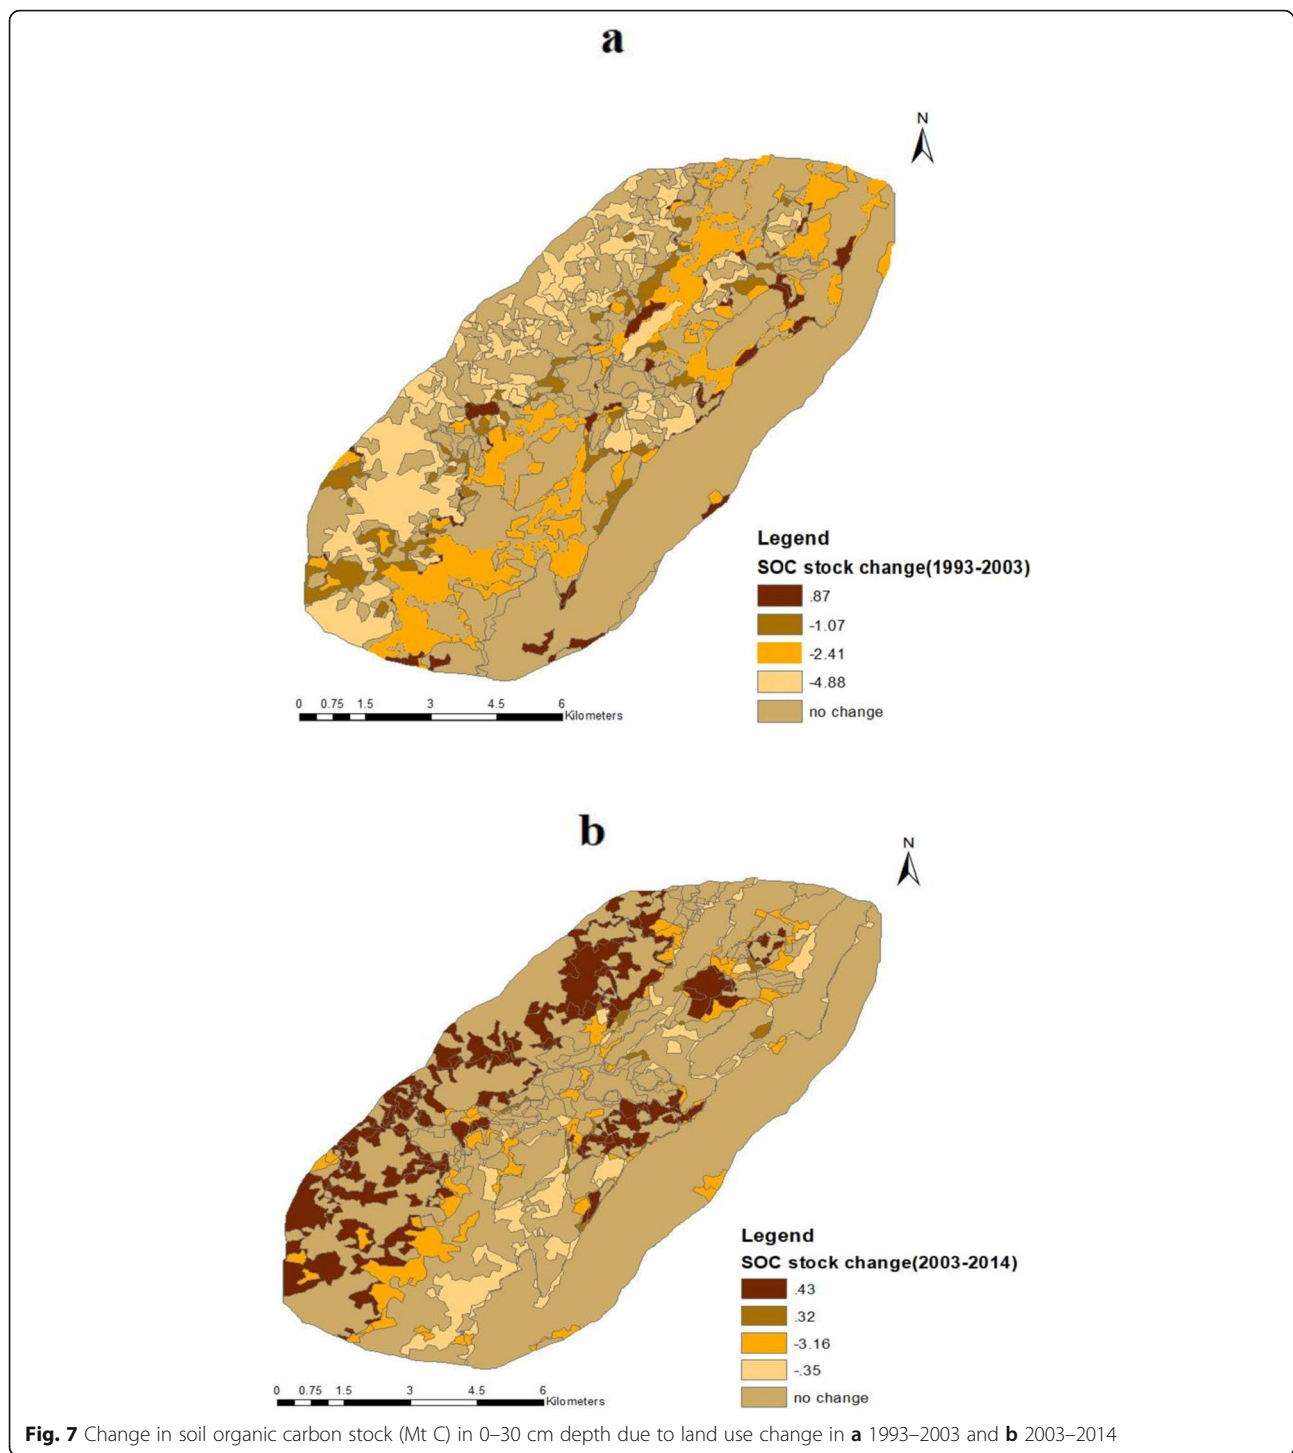 a
N
Legend
SOC stock change(1993-2003)
.87
-1.07
-2.41
-4.88
no change
0 0.75 1.5 3 4.5 6
Kilometers
b
N
Legend
SOC stock change(2003-2014)
.43
.32
-3.16
-.35
no change
0 0.75 1.5 3 4.5 6
Kilometers
Fig. 7 Change in soil organic carbon stock (Mt C) in 0–30 cm depth due to land use change in a 1993–2003 and b 2003–2014